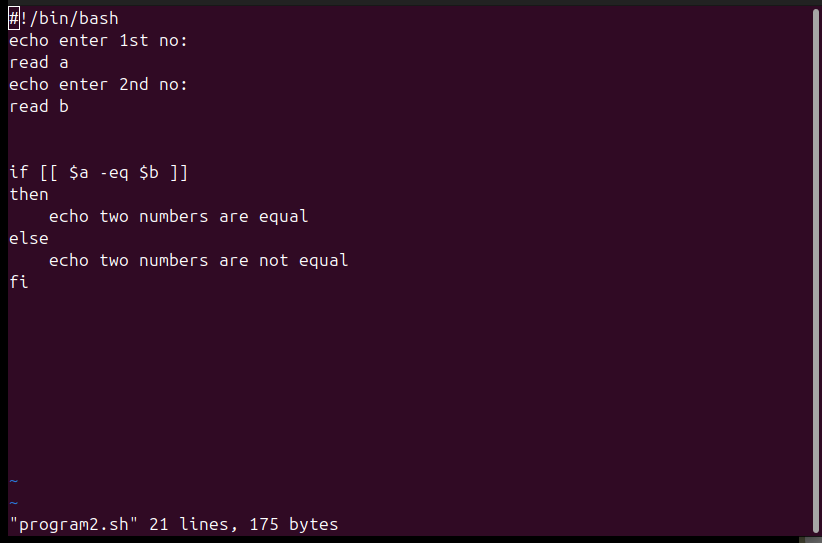 #!/bin/bash
echo enter 1st no:
read a
echo enter 2nd no:
read b
if [[ $a -eq $b ]]
then
    echo two numbers are equal
else
    echo two numbers are not equal
fi
~
~
"program2.sh" 21 lines, 175 bytes